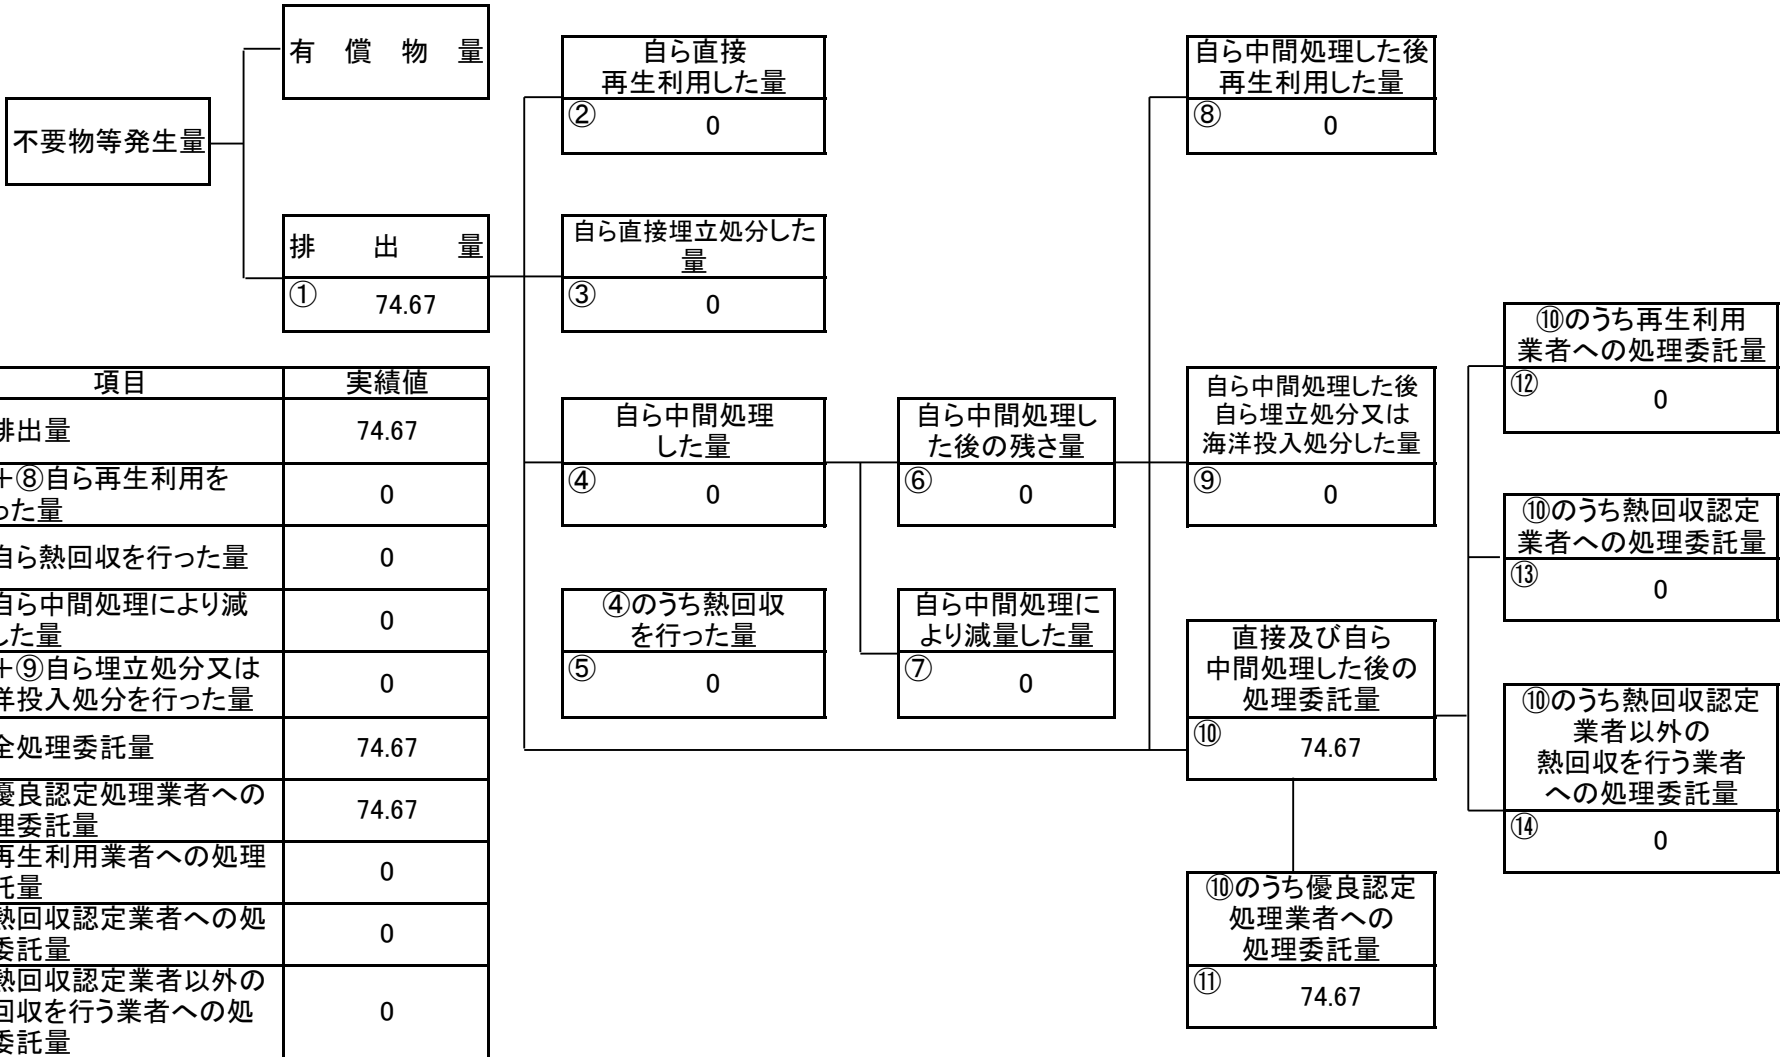 有償物量
不要物等発生量
排出量
①
74.67
自ら直接
再生利用した量
②
0
自ら直接埋立処分した
量
③
0
自ら中間処理
した量
④
0
④のうち熱回収
を行った量
⑤
0
自ら中間処理し
た後の残さ量
⑥
0
自ら中間処理に
より減量した量
⑦
0
自ら中間処理した後
再生利用した量
⑧
0
自ら中間処理した後
自ら埋立処分又は
海洋投入処分した量
⑨
0
直接及び自ら
中間処理した後の
処理委託量
⑩
74.67
⑩のうち優良認定
処理業者への
処理委託量
⑪
74.67
⑩のうち再生利用
業者への処理委託量
⑫
0
⑩のうち熱回収認定
業者への処理委託量
⑬
0
⑩のうち熱回収認定
業者以外の
熱回収を行う業者
への処理委託量
⑭
0
項目 実績値
排出量 74.67
+⑧自ら再生利用を
った量
0
自ら熱回収を行った量 0
自ら中間処理により減
した量
0
+⑨自ら埋立処分又は
洋投入処分を行った量
0
全処理委託量 74.67
優良認定処理業者への
理委託量
74.67
再生利用業者への処理
託量
0
熱回収認定業者への処
委託量
0
熱回収認定業者以外の
回収を行う業者への処
委託量
0